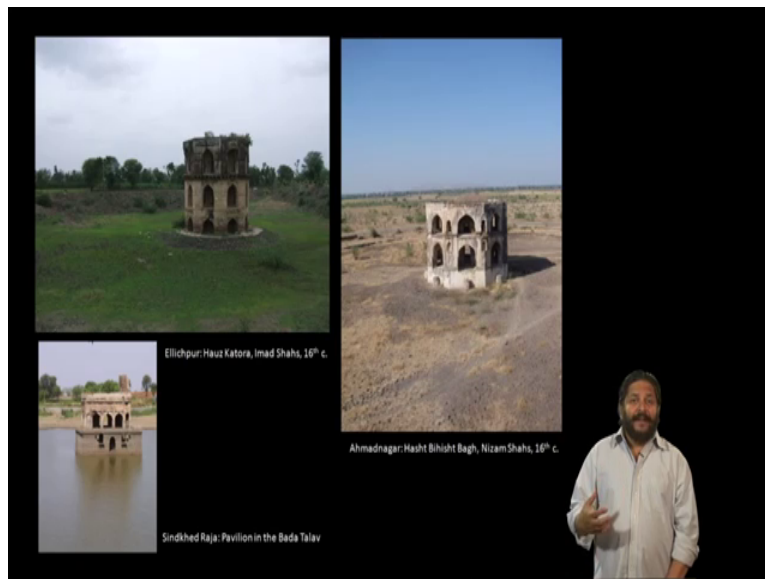 Ellichpur: Hauz Katora, Imad Shahs, 16th c.
Ahmadnagar: Hasht Bihisht Bagh, Nizam Shahs, 16th c.
Sindkhed Raja: Pavilion in the Bada Talav